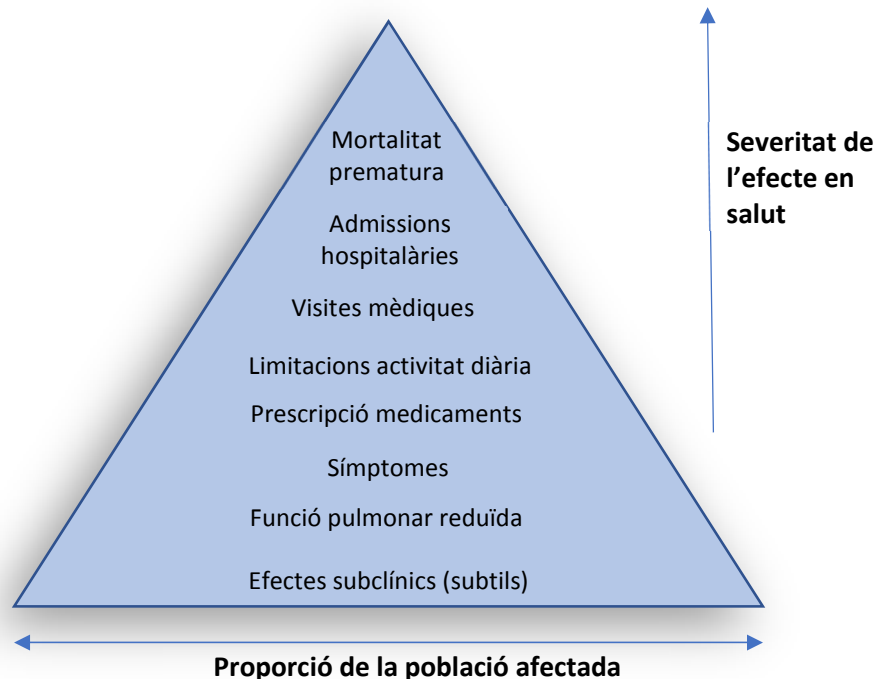 Mortalitat
prematura
Admissions
hospitalàries
Visites mèdiques
Limitacions activitat diària
Prescripció medicaments
Símptomes
Funció pulmonar reduïda
Efectes subclínics (subtils)
Severitat de
l’efecte en
salut
Proporció de la població afectada